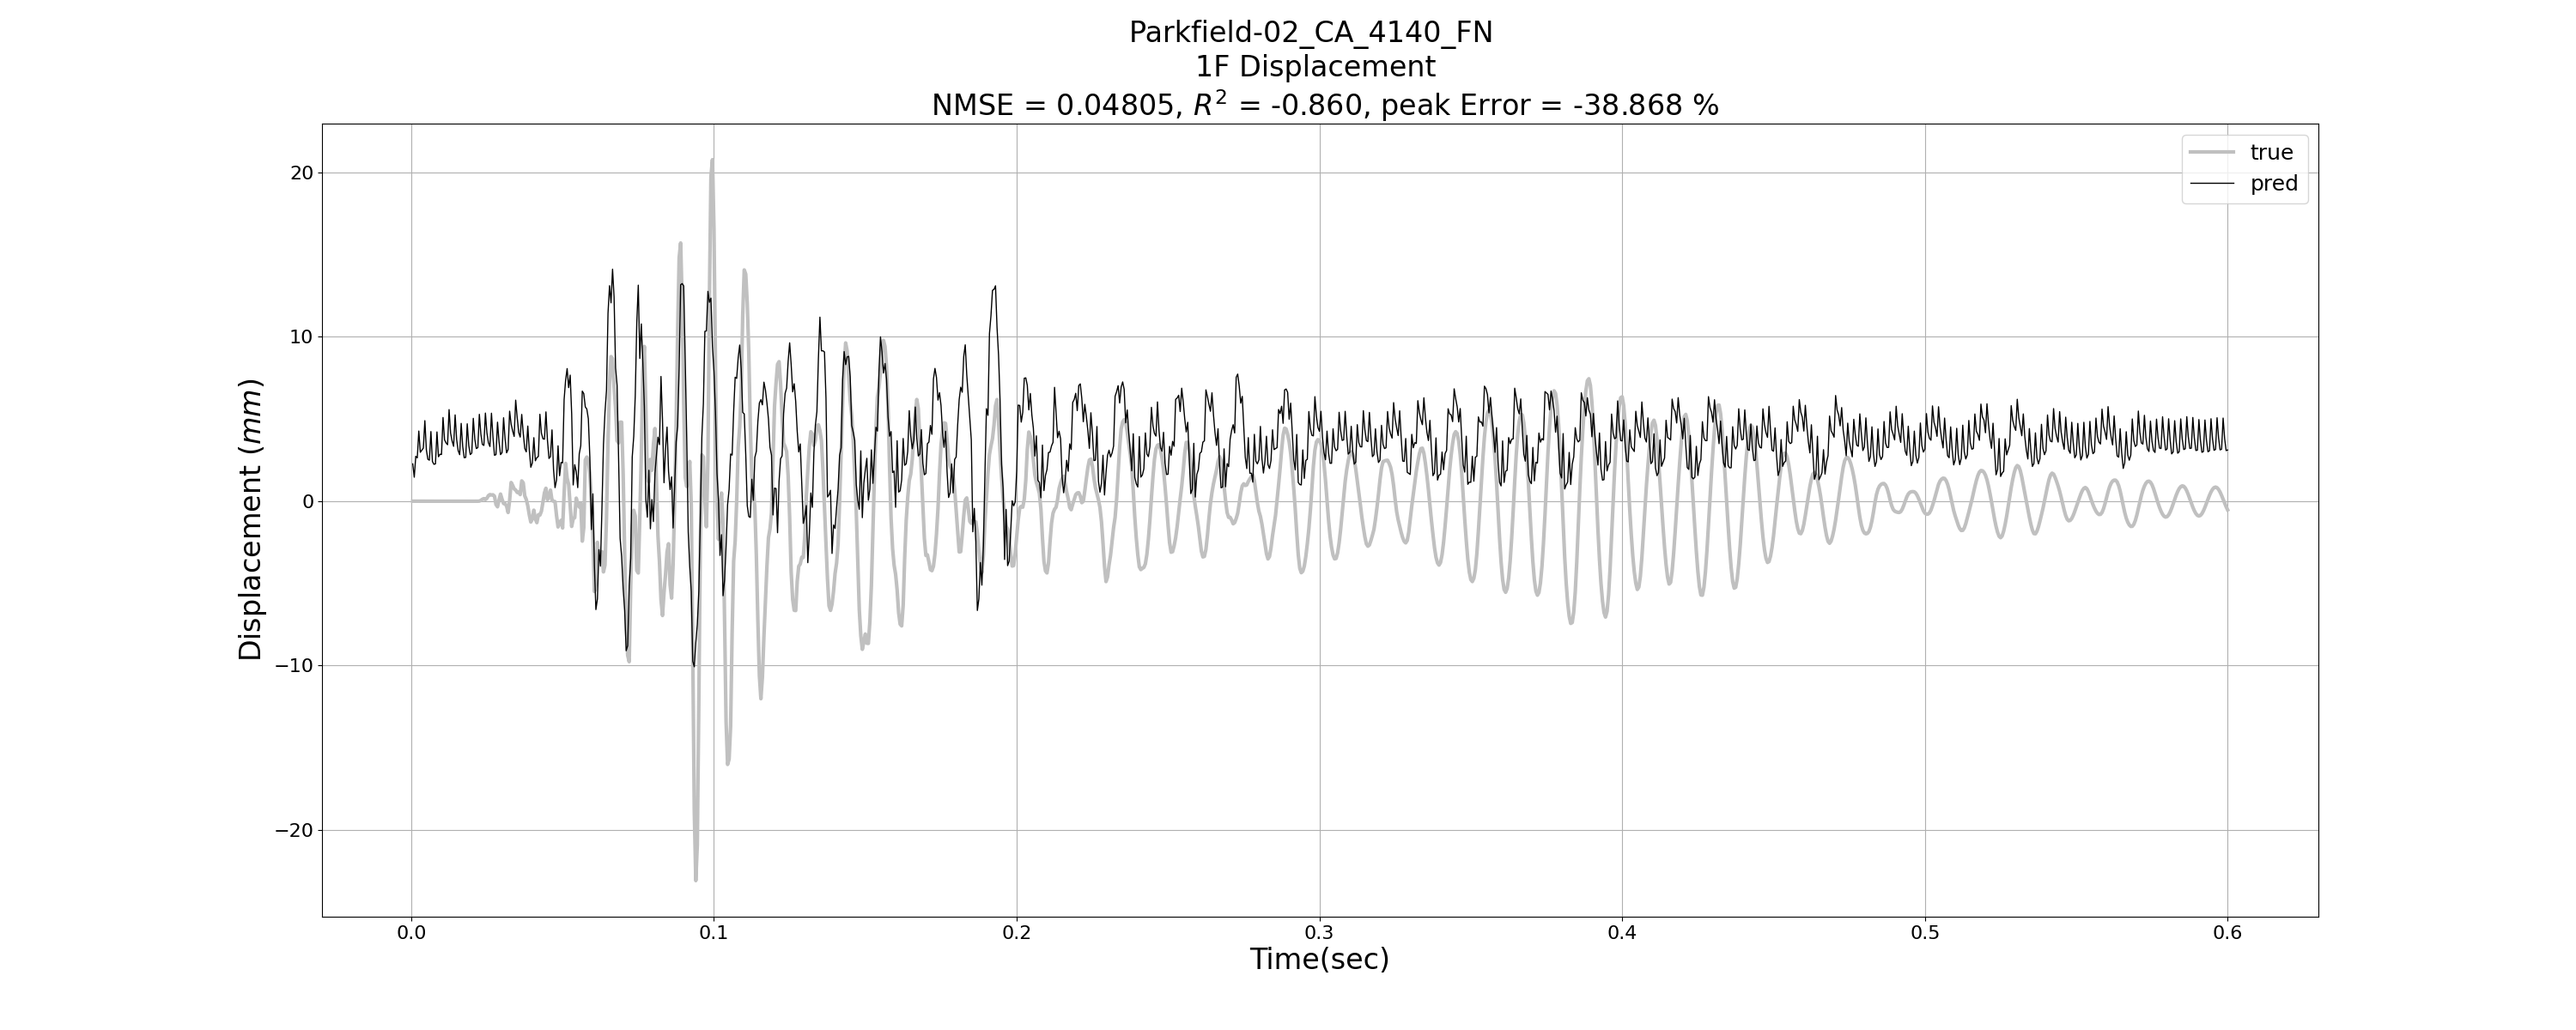 Parkfield-02_CA_4140_FN
1F Displacement
NMSE = 0.04805, R² = -0.860, peak Error = -38.868 %
true
pred
Displacement (mm)
20
10
0
−10
−20
0.0 0.1 0.2 0.3 0.4 0.5 0.6
Time(sec)